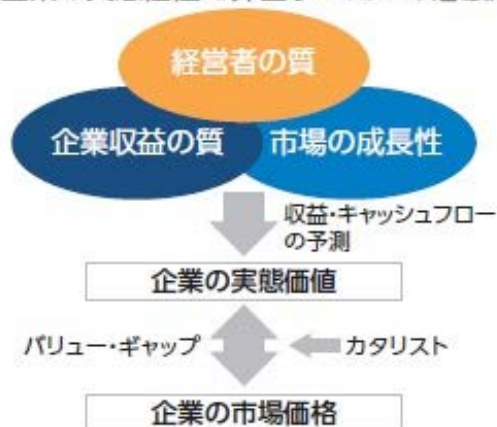 経営者の質
企業収益の質
市場の成長性
収益・キャッシュフロー
の予測
企業の実態価値
バリュー・ギャップ
カタリスト
企業の市場価格